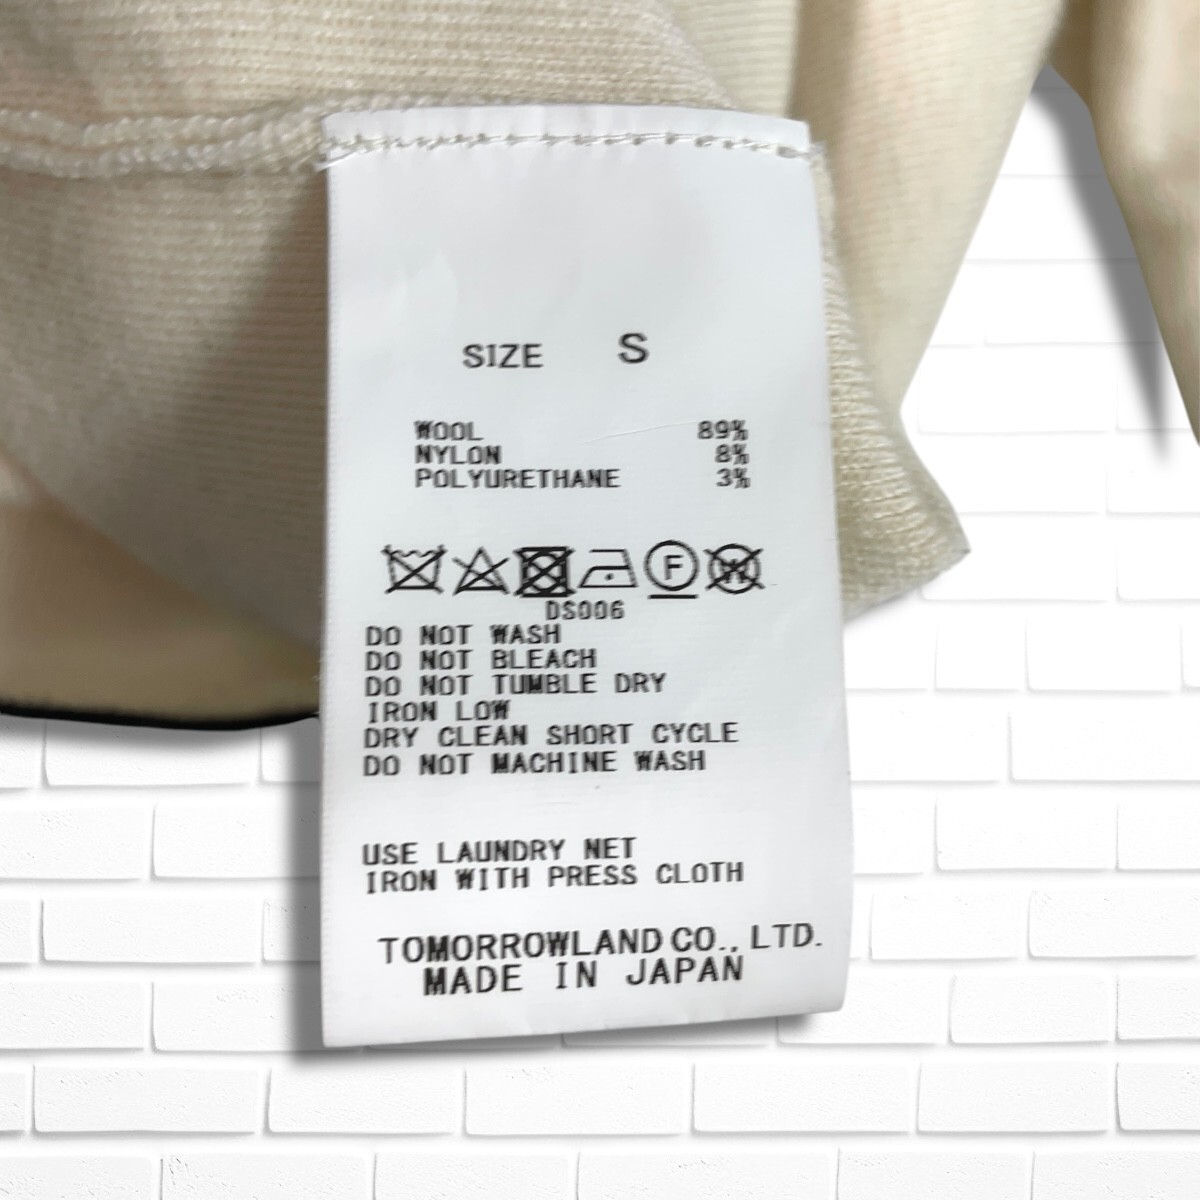 SIZE S
WOOL 89%
NYLON 8%
POLYURETHANE 3%
F W
DS006
DO NOT WASH
DO NOT BLEACH
DO NOT TUMBLE DRY
IRON LOW
DRY CLEAN SHORT CYCLE
DO NOT MACHINE WASH
USE LAUNDRY NET
IRON WITH PRESS CLOTH
TOMORROWLAND CO., LTD.
MADE IN JAPAN